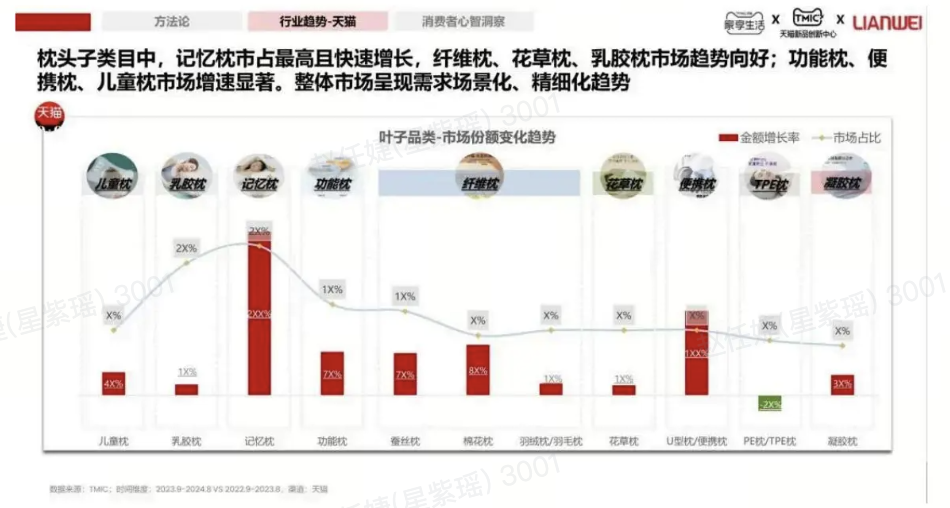 方法论
行业趋势-天猫
消费者心智洞察
家享生活 X TMIC 天猫新品创新中心 X LIANWEI
枕头子类目中，记忆枕市占最高且快速增长，纤维枕、花草枕、乳胶枕市场趋势向好；功能枕、便
携枕、儿童枕市场增速显著。整体市场呈现需求场景化、精细化趋势
天猫
叶子品类-市场份额变化趋势
金额增长率 市场占比
儿童枕 乳胶枕 记忆枕 功能枕 纤维枕 花草枕 便携枕 TPE枕 凝胶枕
X% 2X% 2X% 1X% 1X% X% X% X% X% X% X%
4X% 1X% 2XX% 7X% 7X% 8X% 1X% 1X% 1XX% -2X% 3X%
儿童枕 乳胶枕 记忆枕 功能枕 蚕丝枕 棉花枕 羽绒枕/羽毛枕 花草枕 U型枕/便携枕 PE枕/TPE枕 凝胶枕
数据来源：TMIC；时间维度：2023.9-2024.8 VS 2022.9-2023.8，渠道：天猫
(星紫瑶) 3001